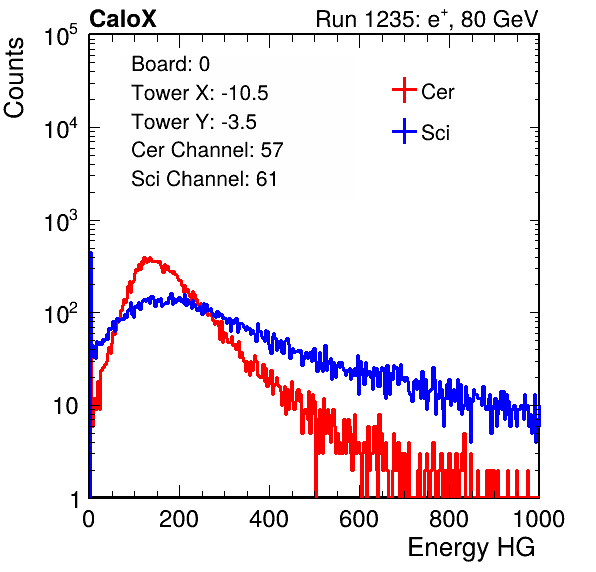 CaloX Run 1235: e⁺, 80 GeV
Counts
Board: 0
Tower X: -10.5
Tower Y: -3.5
Cer Channel: 57
Sci Channel: 61
Cer
Sci
10⁵
10⁴
10³
10²
10
1
0 200 400 600 800 1000
Energy HG